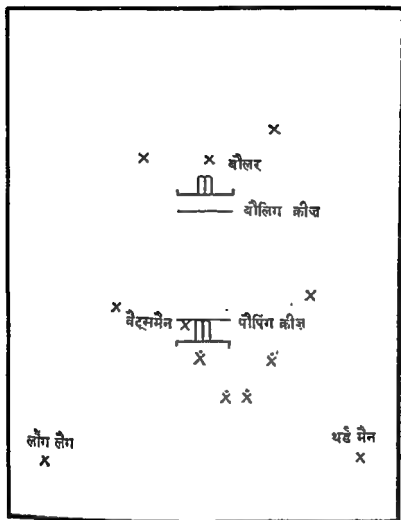 बौलर
बौलिंग क्रीज
बैट्समैन
पौपिंग क्रीज
लौंग लैग
थर्ड मैन